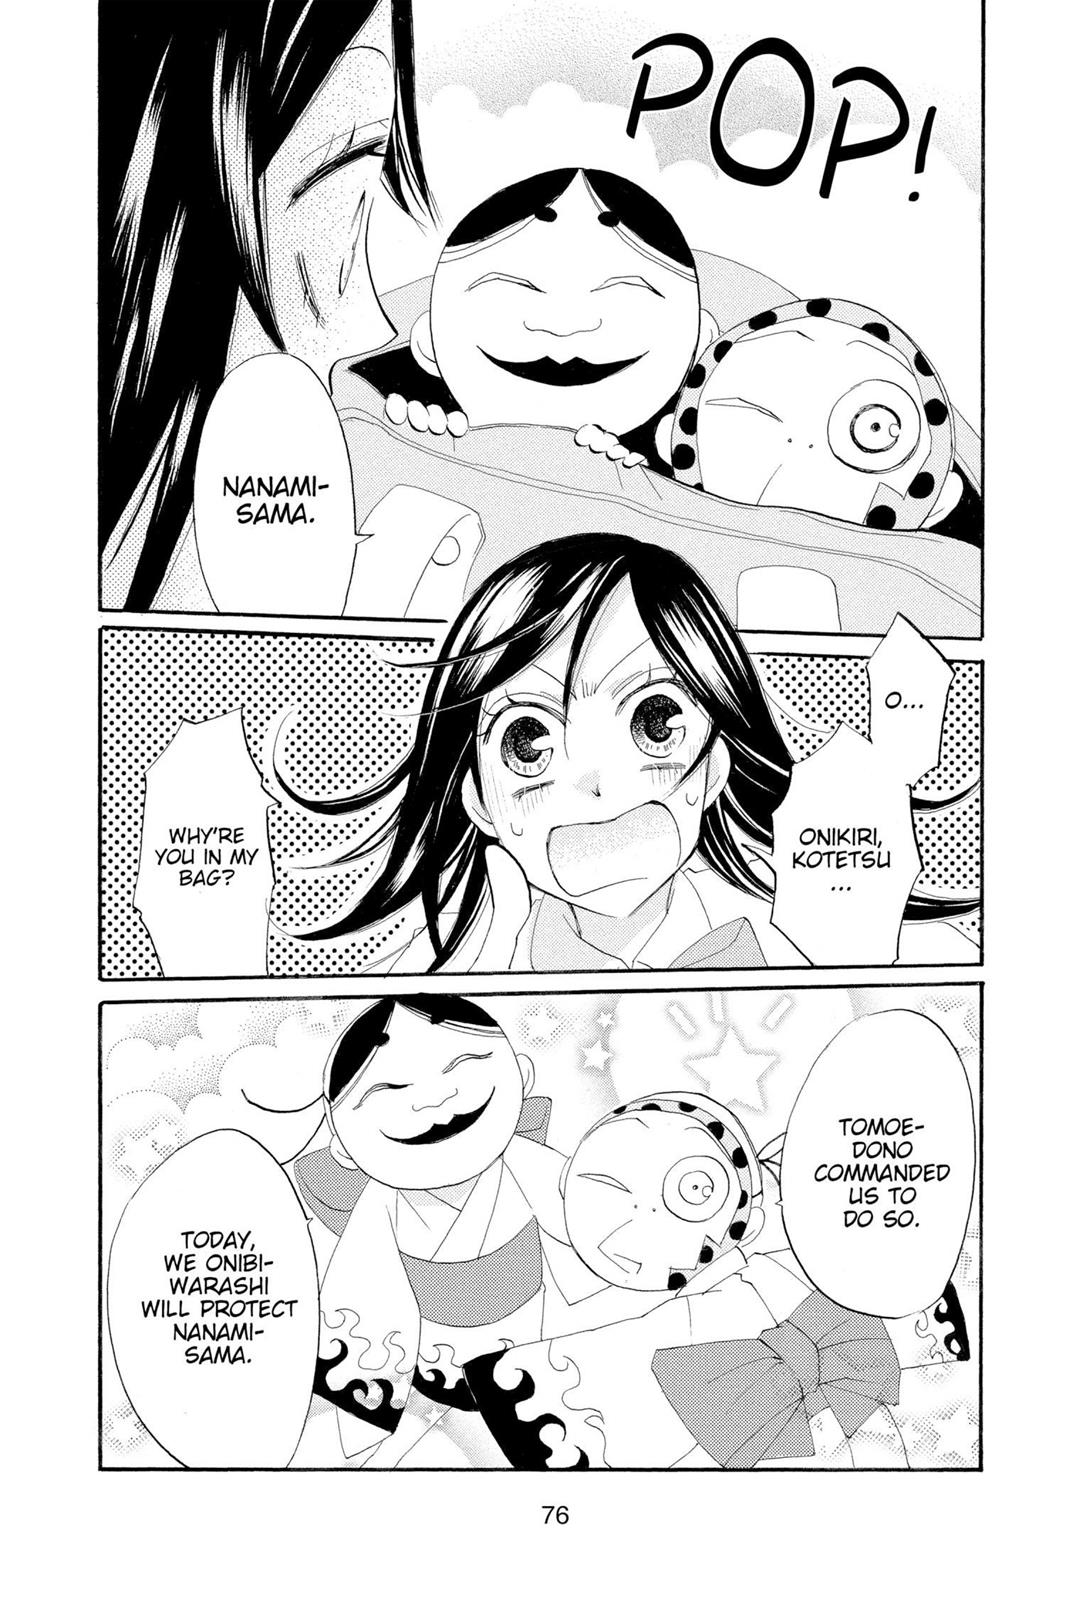 POP!
NANAMI-
SAMA.
O...
ONIKIRI,
KOTETSU
...
WHY'RE
YOU IN MY
BAG?
TOMOE-
DONO
COMMANDED
US TO
DO SO.
TODAY,
WE ONIBI-
WARASHI
WILL PROTECT
NANAMI-
SAMA.
76